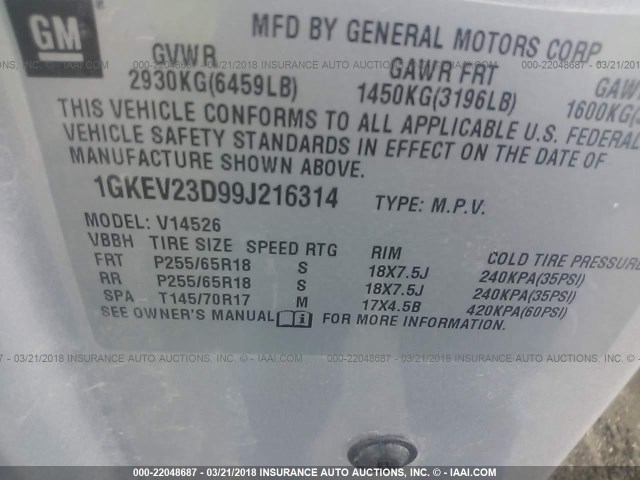 GM
MFD BY GENERAL MOTORS CORP
GVWR GAWR FRT GAW
2930KG(6459LB) 1450KG(3196LB) 1600KG(
THIS VEHICLE CONFORMS TO ALL APPLICABLE U.S. FEDERAL
VEHICLE SAFETY STANDARDS IN EFFECT ON THE DATE OF
MANUFACTURE SHOWN ABOVE.
1GKEV23D99J216314 TYPE: M.P.V.
MODEL: V14526
VBBH TIRE SIZE SPEED RTG RIM COLD TIRE PRESSURE
FRT P255/65R18 S 18X7.5J 240KPA(35PSI)
RR P255/65R18 S 18X7.5J 240KPA(35PSI)
SPA T145/70R17 M 17X4.5B 420KPA(60PSI)
SEE OWNER'S MANUAL i FOR MORE INFORMATION.
000-22048687 - 03/21/2018 INSURANCE AUTO AUCTIONS - IAAI.COM